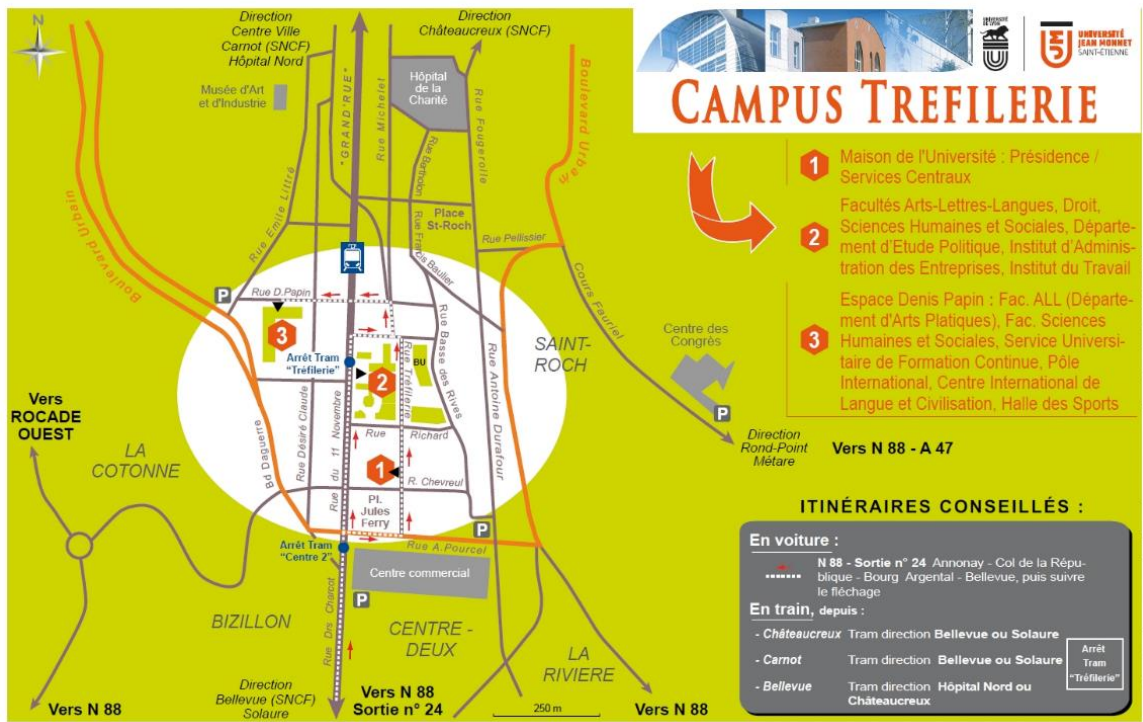 N
Direction
Centre Ville
Carnot (SNCF)
Hôpital Nord
Direction
Châteaucreux (SNCF)
Musée d'Art
et d'Industrie
"GRAND'RUE"
Rue Michelet
Hôpital
de la
Charité
Rue Fougerolle
Boulevard Urbain
Rue Bartholon
Rue Emile Littré
Place
St-Roch
Rue Pellissier
Boulevard Urbain
Rue Francis Baulier
Cours Fauriel
P
Rue D.Papin
3
Arrêt Tram
"Tréfilerie"
2
BU
Rue Tréfilerie
Rue Basse des Rives
SAINT-
ROCH
Rue Antoine Durafour
Centre des
Congrès
P
Direction
Rond-Point
Métare
Vers N 88 - A 47
Vers
ROCADE
OUEST
LA
COTONNE
Bd Daguerre
Rue Désiré Claude
Rue du 11 Novembre
Rue Richard
1
R. Chevreul
Pl.
Jules
Ferry
P
Arrêt Tram
"Centre 2"
Rue A.Pourcel
Centre commercial
P
BIZILLON
Rue Drs Charcot
CENTRE -
DEUX
LA
RIVIERE
Vers N 88
Direction
Bellevue (SNCF)
Solaure
Vers N 88
Sortie n° 24
250 m
Vers N 88
UNIVERSITÉ
DE LYON
UNIVERSITÉ
JEAN MONNET
SAINT-ÉTIENNE
CAMPUS TREFILERIE
1
Maison de l'Université : Présidence /
Services Centraux
2
Facultés Arts-Lettres-Langues, Droit,
Sciences Humaines et Sociales, Départe-
ment d'Etude Politique, Institut d'Adminis-
tration des Entreprises, Institut du Travail
3
Espace Denis Papin : Fac. ALL (Départe-
ment d'Arts Platiques), Fac. Sciences
Humaines et Sociales, Service Universi-
taire de Formation Continue, Pôle
International, Centre International de
Langue et Civilisation, Halle des Sports
ITINÉRAIRES CONSEILLÉS :
En voiture :
N 88 - Sortie n° 24 Annonay - Col de la Répu-
blique - Bourg Argental - Bellevue, puis suivre
le fléchage
En train, depuis :
- Châteaucreux Tram direction Bellevue ou Solaure
- Carnot Tram direction Bellevue ou Solaure
- Bellevue Tram direction Hôpital Nord ou
Châteaucreux
Arrêt
Tram
"Tréfilerie"